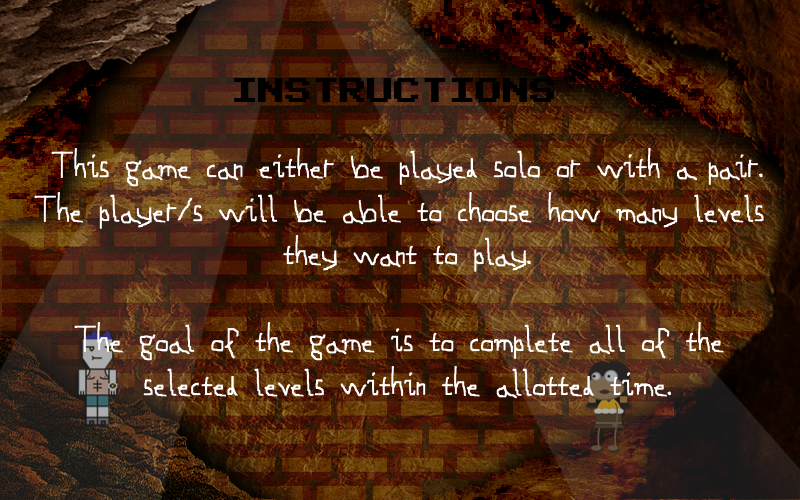 INSTRUCTIONS
This game can either be played solo or with a pair.
The player/s will be able to choose how many levels
they want to play.
The goal of the game is to complete all of the
selected levels within the allotted time.